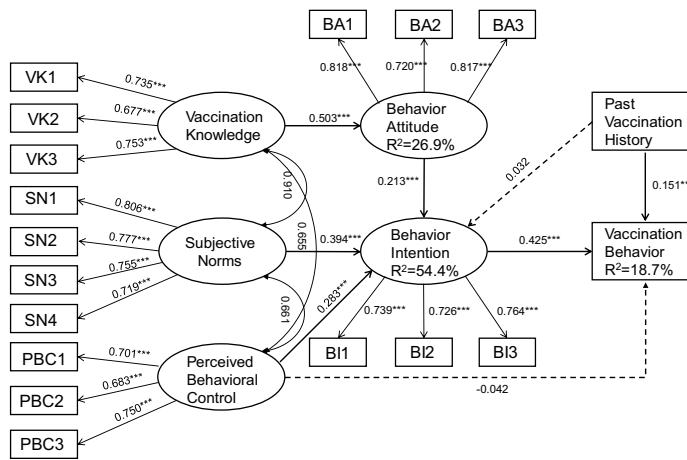 BA1
BA2
BA3
0.818***
0.720***
0.817***
VK1
VK2
VK3
SN1
SN2
SN3
SN4
PBC1
PBC2
PBC3
0.735***
0.677***
0.753***
0.806***
0.777***
0.755***
0.719***
0.701***
0.683***
0.750***
Vaccination
Knowledge
Subjective
Norms
Perceived
Behavioral
Control
0.910
0.655
0.661
0.503***
0.394***
0.283***
Behavior
Attitude
R²=26.9%
0.213***
Behavior
Intention
R²=54.4%
0.739***
0.726***
0.764***
BI1
BI2
BI3
0.032
0.425***
-0.042
Past
Vaccination
History
0.151**
Vaccination
Behavior
R²=18.7%